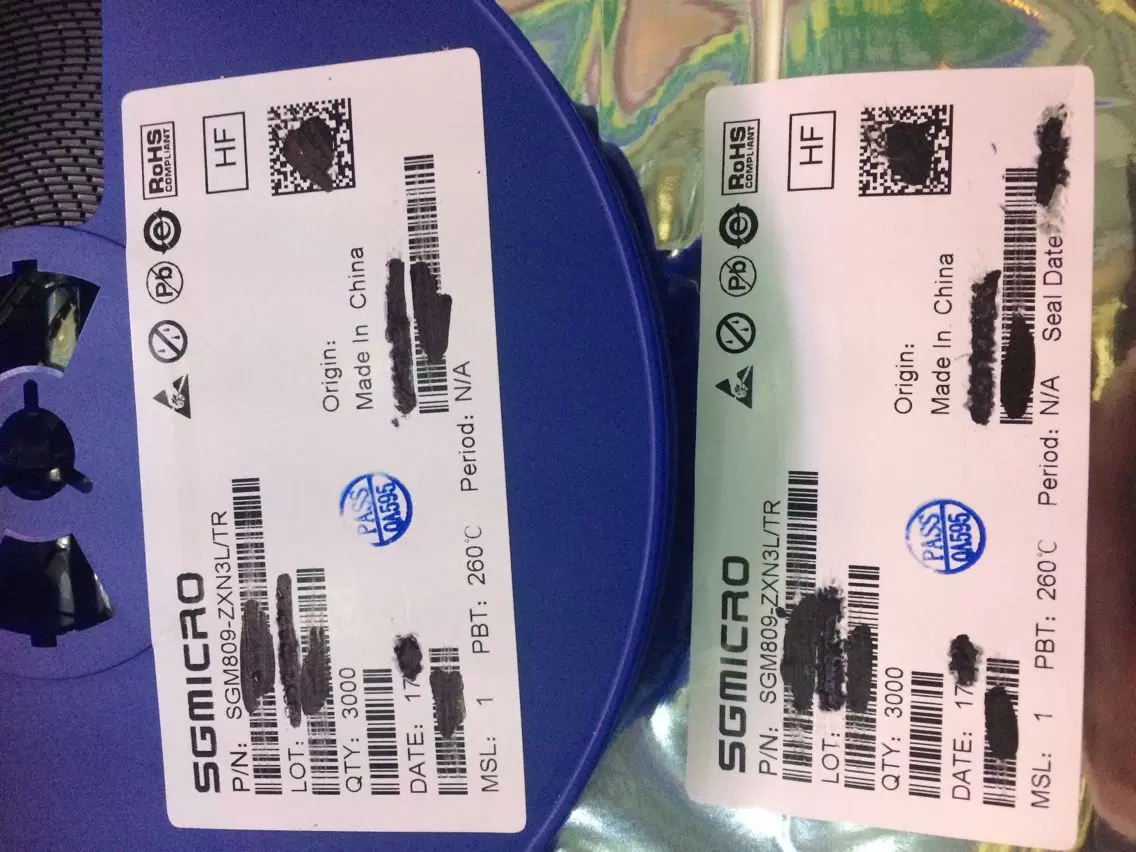 SGMICRO
P/N: SGM809-ZXN3L/TR
LOT:
QTY: 3000
DATE: 17
MSL: 1 PBT: 260℃ Period: N/A
PASS
QA595
Origin:
Made In China
RoHS
COMPLIANT
HF
Pb
e
SGMICRO
P/N: SGM809-ZXN3L/TR
LOT:
QTY: 3000
DATE: 17
MSL: 1 PBT: 260℃ Period: N/A Seal Date
PASS
QA595
Origin:
Made In China
RoHS
COMPLIANT
HF
Pb
e